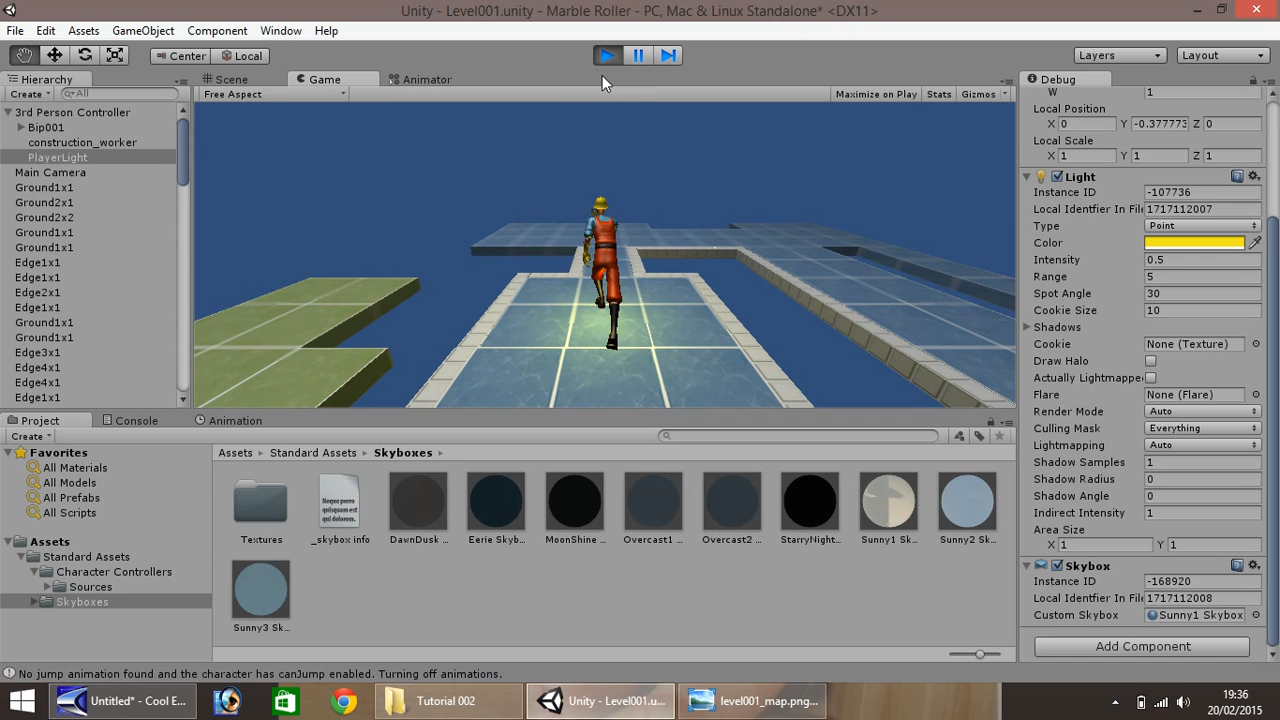 Unity - Level001.unity - Marble Roller - PC, Mac & Linux Standalone* <DX11>
File Edit Assets GameObject Component Window Help
Center Local Layers Layout
Hierarchy Scene Game Animator Debug
Create All Free Aspect Maximize on Play Stats Gizmos
3rd Person Controller
Bip001
construction_worker
PlayerLight
Main Camera
Ground1x1
Ground2x1
Ground2x2
Ground1x1
Ground1x1
Edge1x1
Edge1x1
Edge2x1
Edge1x1
Ground1x1
Ground1x1
Edge3x1
Edge4x1
Edge4x1
Edge1x1
W 1
Local Position
X 0 Y -0.377773 Z 0
Local Scale
X 1 Y 1 Z 1
Light
Instance ID -107736
Local Identfier In File 1717112007
Type Point
Color
Intensity 0.5
Range 5
Spot Angle 30
Cookie Size 10
Shadows
Cookie None (Texture)
Draw Halo
Actually Lightmappe
Flare None (Flare)
Render Mode Auto
Culling Mask Everything
Lightmapping Auto
Shadow Samples 1
Shadow Radius 0
Shadow Angle 0
Indirect Intensity 1
Area Size
X 1 Y 1
Skybox
Instance ID -168920
Local Identfier In File 1717112008
Custom Skybox Sunny1 Skybox
Add Component
Project Console Animation
Create
Favorites
All Materials
All Models
All Prefabs
All Scripts
Assets
Standard Assets
Character Controllers
Sources
Skyboxes
Assets Standard Assets Skyboxes
Neque porro
quisquam est
qui dolorem.
Textures _skybox info DawnDusk ... Eerie Skyb... MoonShine ... Overcast1 ... Overcast2 ... StarryNight... Sunny1 Sk... Sunny2 Sk...
Sunny3 Sk...
No jump animation found and the character has canJump enabled. Turning off animations.
Untitled* - Cool E... Tutorial 002 Unity - Level001.u... level001_map.png...
19:36
20/02/2015